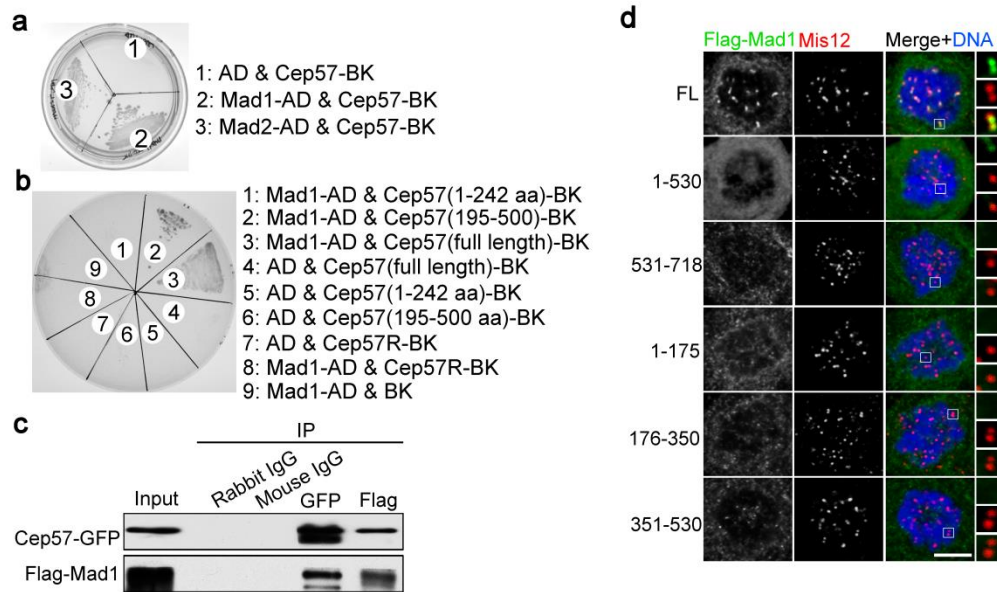 a
1
2
3
1: AD & Cep57-BK
2: Mad1-AD & Cep57-BK
3: Mad2-AD & Cep57-BK
b
1
2
3
4
5
6
7
8
9
1: Mad1-AD & Cep57(1-242 aa)-BK
2: Mad1-AD & Cep57(195-500)-BK
3: Mad1-AD & Cep57(full length)-BK
4: AD & Cep57(full length)-BK
5: AD & Cep57(1-242 aa)-BK
6: AD & Cep57(195-500 aa)-BK
7: AD & Cep57R-BK
8: Mad1-AD & Cep57R-BK
9: Mad1-AD & BK
c
IP
Input Rabbit IgG Mouse IgG GFP Flag
Cep57-GFP
Flag-Mad1
d
Flag-Mad1 Mis12 Merge+DNA
FL
1-530
531-718
1-175
176-350
351-530